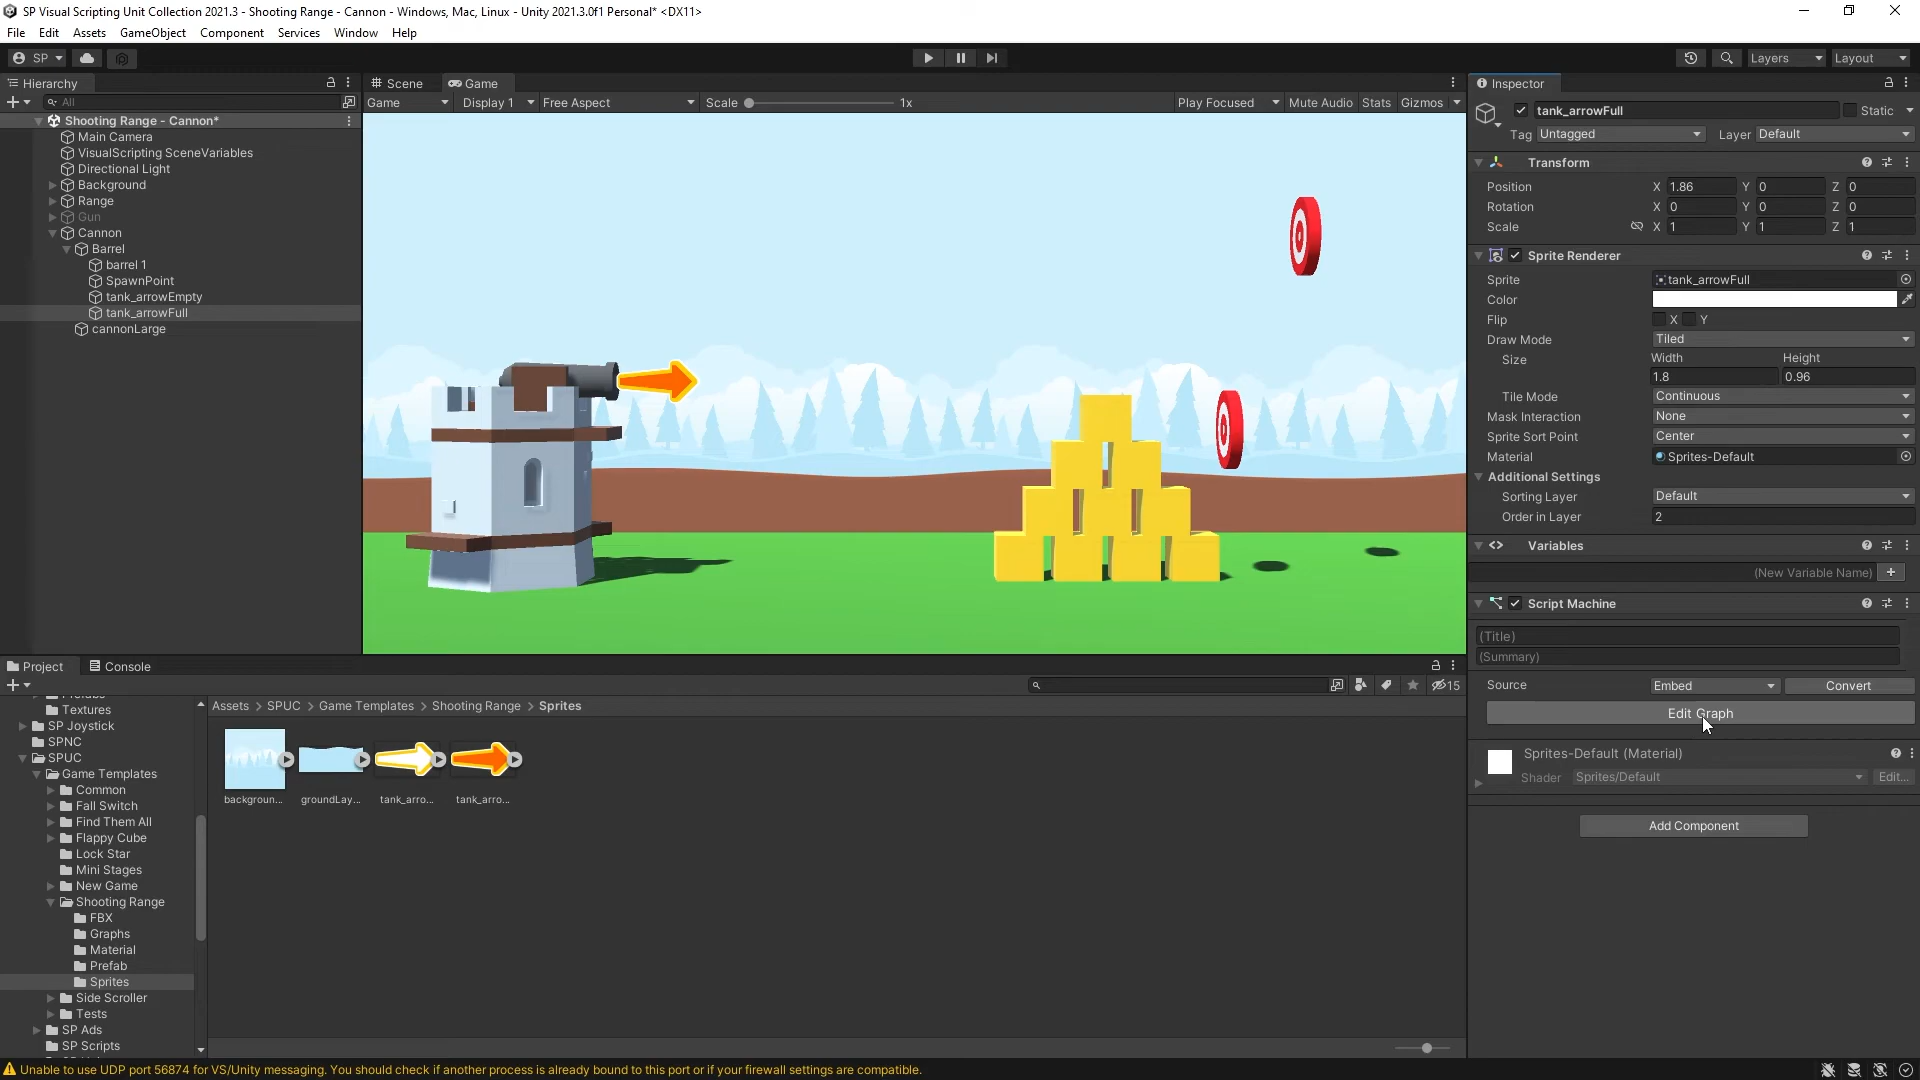 SP Visual Scripting Unit Collection 2021.3 - Shooting Range - Cannon - Windows, Mac, Linux - Unity 2021.3.0f1 Personal* <DX11>
File Edit Assets GameObject Component Services Window Help
SP Layers Layout
Hierarchy
All
Shooting Range - Cannon*
Main Camera
VisualScripting SceneVariables
Directional Light
Background
Range
Gun
Cannon
Barrel
barrel 1
SpawnPoint
tank_arrowEmpty
tank_arrowFull
cannonLarge
Scene Game
Game Display 1 Free Aspect Scale 1x Play Focused Mute Audio Stats Gizmos
Inspector
tank_arrowFull Static
Tag Untagged Layer Default
Transform
Position X 1.86 Y 0 Z 0
Rotation X 0 Y 0 Z 0
Scale X 1 Y 1 Z 1
Sprite Renderer
Sprite tank_arrowFull
Color
Flip X Y
Draw Mode Tiled
Size Width Height
1.8 0.96
Tile Mode Continuous
Mask Interaction None
Sprite Sort Point Center
Material Sprites-Default
Additional Settings
Sorting Layer Default
Order in Layer 2
Variables
(New Variable Name)
Script Machine
(Title)
(Summary)
Source Embed Convert
Edit Graph
Sprites-Default (Material)
Shader Sprites/Default Edit...
Add Component
Project Console
15
Textures
SP Joystick
SPNC
SPUC
Game Templates
Common
Fall Switch
Find Them All
Flappy Cube
Lock Star
Mini Stages
New Game
Shooting Range
FBX
Graphs
Material
Prefab
Sprites
Side Scroller
Tests
SP Ads
SP Scripts
Assets > SPUC > Game Templates > Shooting Range > Sprites
backgroun... groundLay... tank_arro... tank_arro...
Unable to use UDP port 56874 for VS/Unity messaging. You should check if another process is already bound to this port or if your firewall settings are compatible.